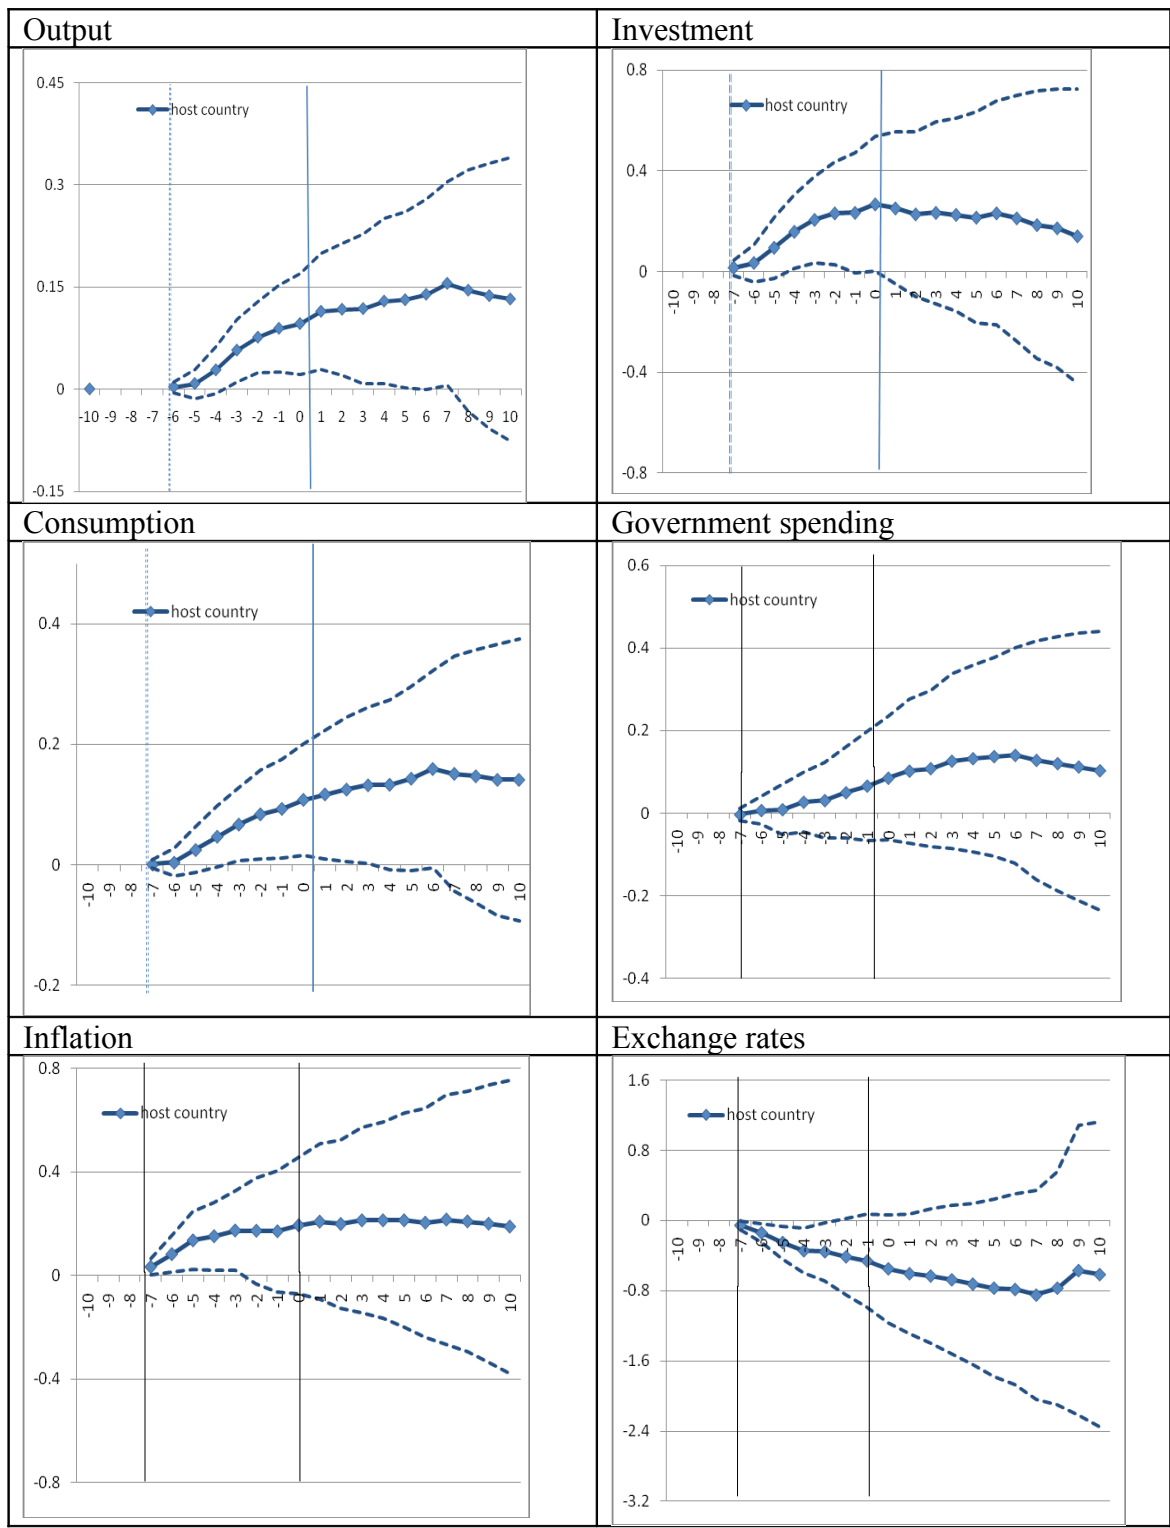 Output Investment
0.45
0.3
0.15
0
-0.15
host country
-10 -9 -8 -7 -6 -5 -4 -3 -2 -1 0 1 2 3 4 5 6 7 8 9 10
0.8
0.4
0
-0.4
-0.8
host country
-10 -9 -8 -7 -6 -5 -4 -3 -2 -1 0 1 2 3 4 5 6 7 8 9 10
Consumption Government spending
0.4
0.2
0
-0.2
host country
-10 -9 -8 -7 -6 -5 -4 -3 -2 -1 0 1 2 3 4 5 6 7 8 9 10
0.6
0.4
0.2
0
-0.2
-0.4
host country
-10 -9 -8 -7 -6 -5 -4 -3 -2 -1 0 1 2 3 4 5 6 7 8 9 10
Inflation Exchange rates
0.8
0.4
0
-0.4
-0.8
host country
-10 -9 -8 -7 -6 -5 -4 -3 -2 -1 0 1 2 3 4 5 6 7 8 9 10
1.6
0.8
0
-0.8
-1.6
-2.4
-3.2
host country
-10 -9 -8 -7 -6 -5 -4 -3 -2 -1 0 1 2 3 4 5 6 7 8 9 10